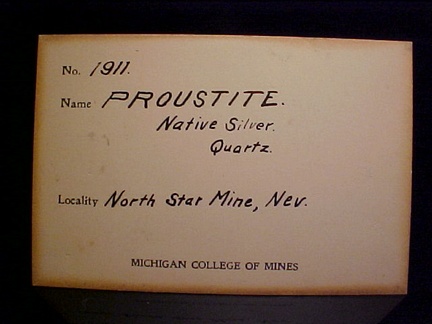 No. 1911.
Name PROUSTITE.
Native Silver.
Quartz.
Locality North Star Mine, Nev.
MICHIGAN COLLEGE OF MINES